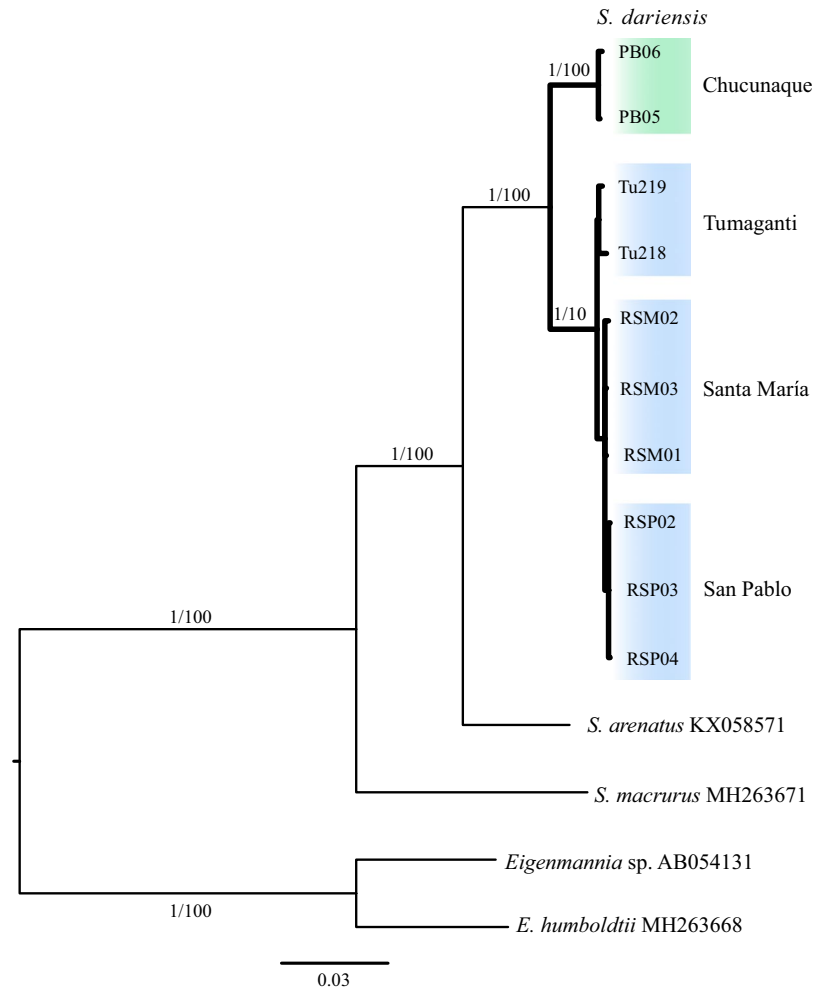 S. dariensis
1/100
PB06
Chucunaque
PB05
1/100
Tu219
Tumaganti
Tu218
1/10
RSM02
RSM03
Santa María
RSM01
1/100
RSP02
RSP03
San Pablo
RSP04
1/100
S. arenatus KX058571
S. macrurus MH263671
Eigenmannia sp. AB054131
1/100
E. humboldtii MH263668
0.03